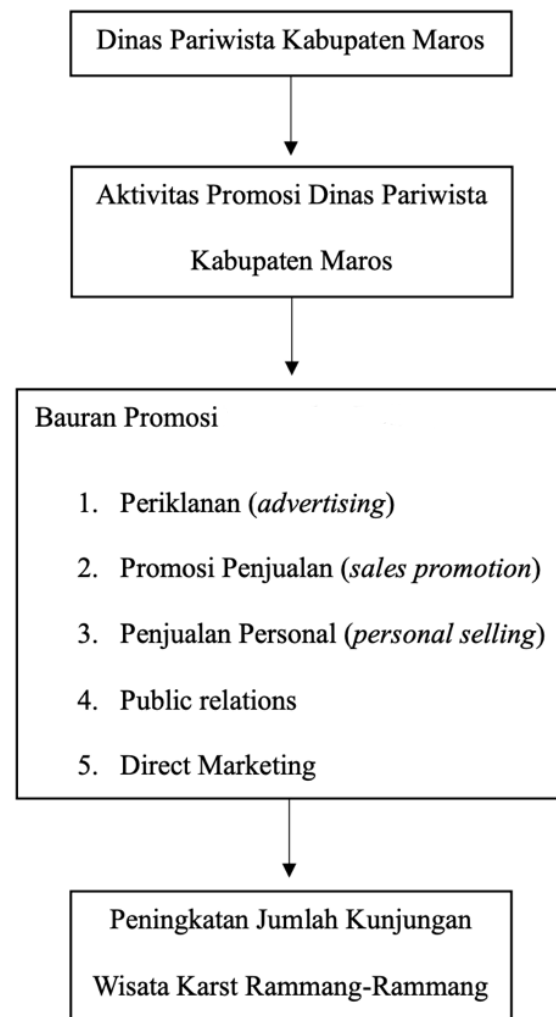 Dinas Pariwista Kabupaten Maros
Aktivitas Promosi Dinas Pariwista
Kabupaten Maros
Bauran Promosi
1. Periklanan (advertising)
2. Promosi Penjualan (sales promotion)
3. Penjualan Personal (personal selling)
4. Public relations
5. Direct Marketing
Peningkatan Jumlah Kunjungan
Wisata Karst Rammang-Rammang